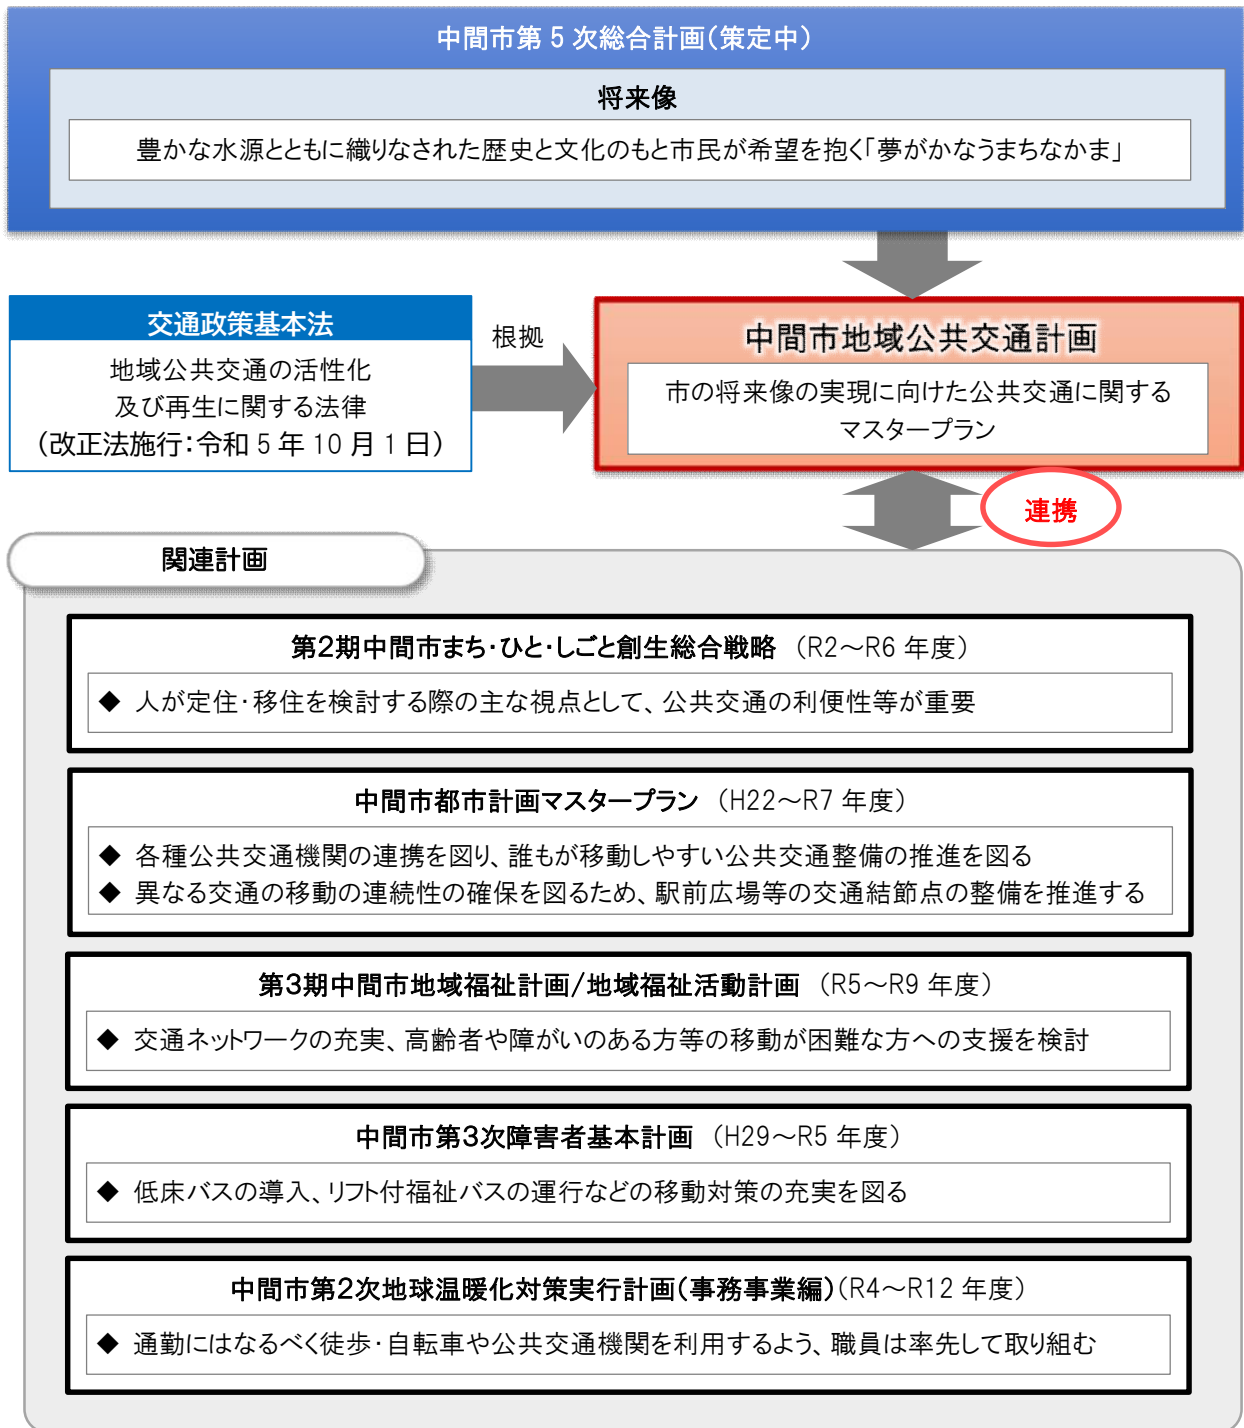 中間市第５次総合計画（策定中）
将来像
豊かな水源とともに織りなされた歴史と文化のもと市民が希望を抱く「夢がかなうまちなかま」
交通政策基本法
地域公共交通の活性化
及び再生に関する法律
（改正法施行：令和５年１０月１日）
根拠
中間市地域公共交通計画
市の将来像の実現に向けた公共交通に関する
マスタープラン
連携
関連計画
第2期中間市まち・ひと・しごと創生総合戦略 （R2～R6 年度）
◆ 人が定住・移住を検討する際の主な視点として、公共交通の利便性等が重要
中間市都市計画マスタープラン （H22～R7 年度）
◆ 各種公共交通機関の連携を図り、誰もが移動しやすい公共交通整備の推進を図る
◆ 異なる交通の移動の連続性の確保を図るため、駅前広場等の交通結節点の整備を推進する
第3期中間市地域福祉計画/地域福祉活動計画 （R5～R9 年度）
◆ 交通ネットワークの充実、高齢者や障がいのある方等の移動が困難な方への支援を検討
中間市第3次障害者基本計画 （H29～R5 年度）
◆ 低床バスの導入、リフト付福祉バスの運行などの移動対策の充実を図る
中間市第2次地球温暖化対策実行計画（事務事業編）（R4～R12 年度）
◆ 通勤にはなるべく徒歩・自転車や公共交通機関を利用するよう、職員は率先して取り組む